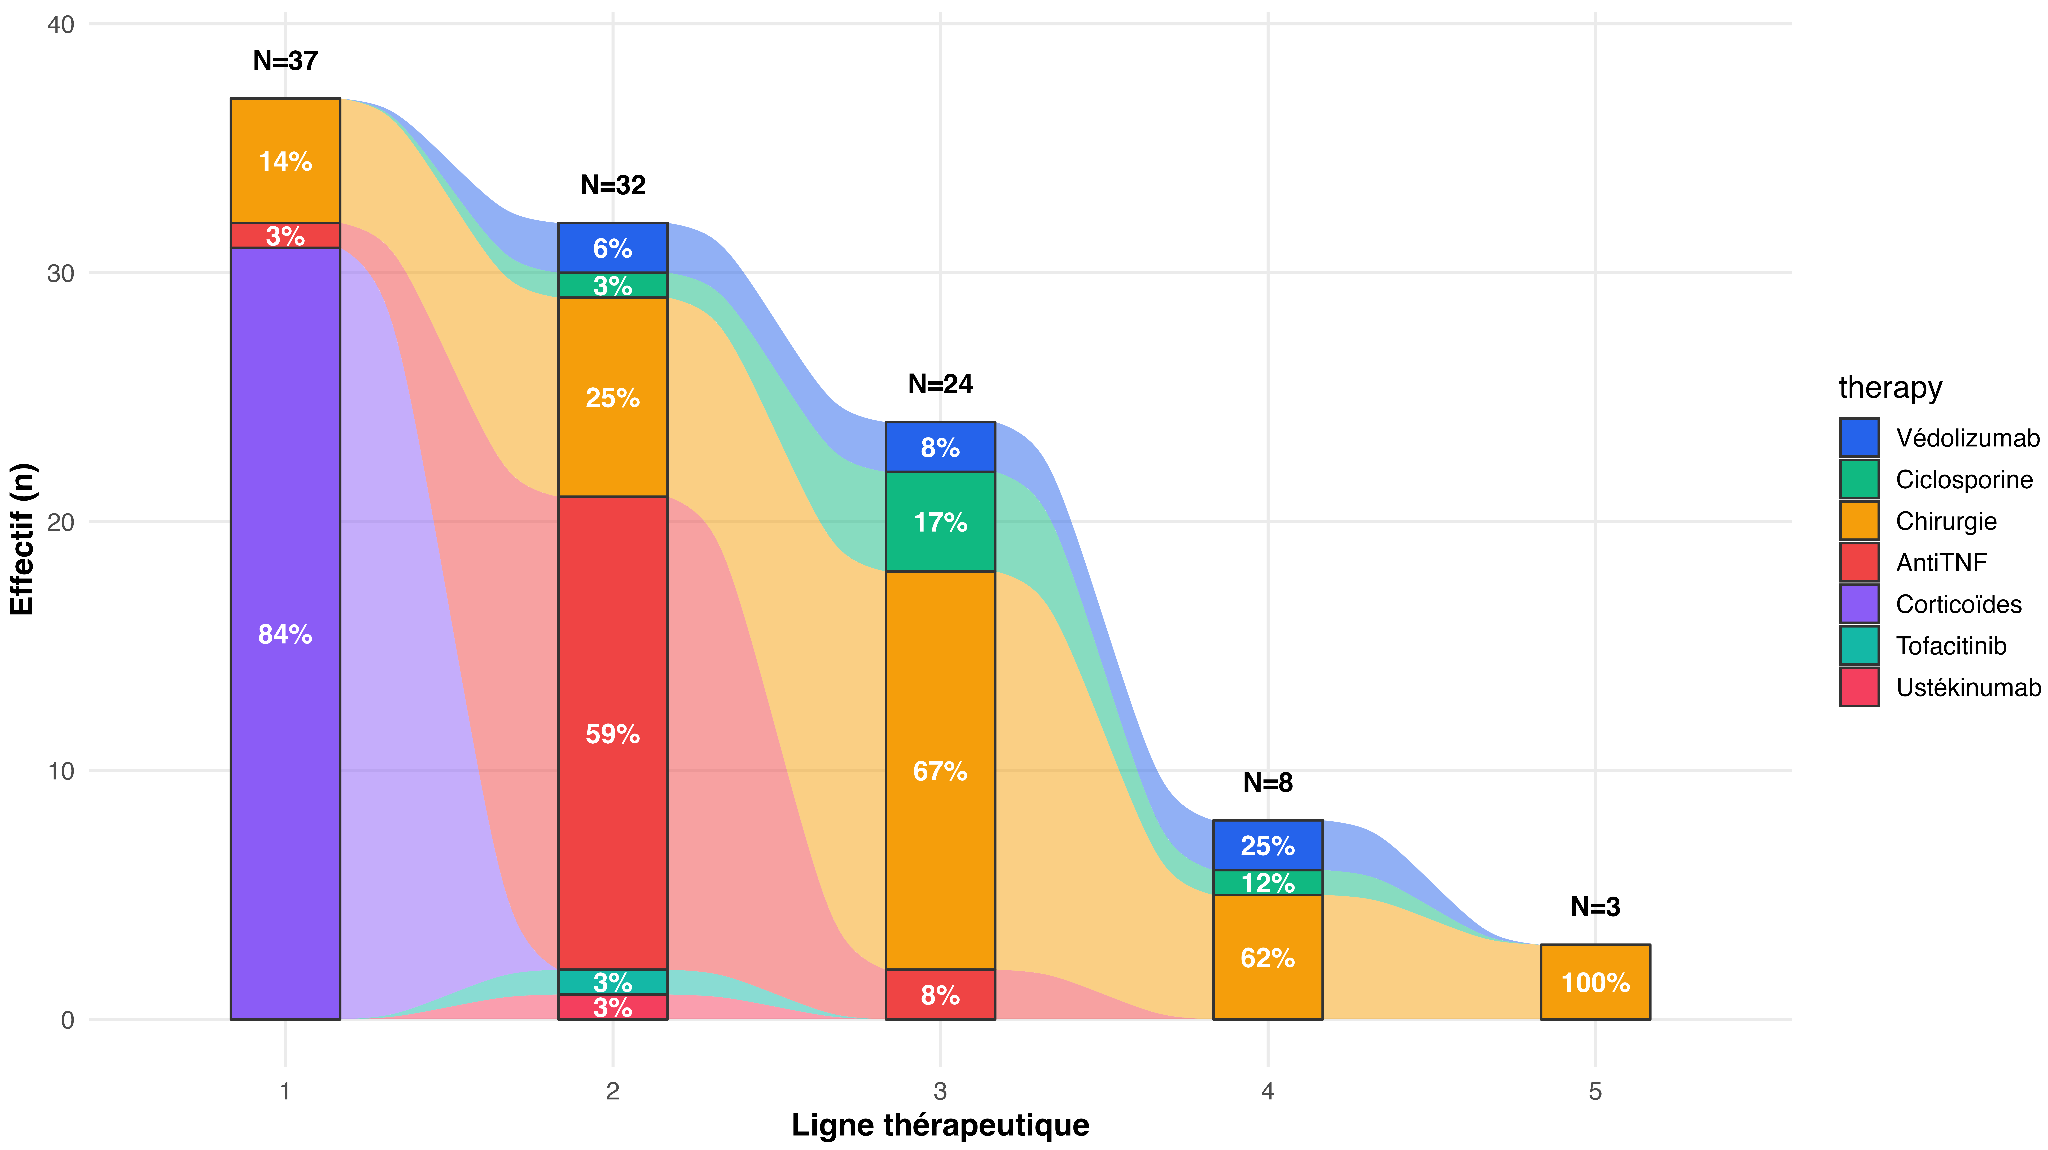 40
30
20
10
0
Effectif (n)
N=37
14%
3%
84%
N=32
6%
3%
25%
59%
3%
3%
N=24
8%
17%
67%
8%
N=8
25%
12%
62%
N=3
100%
1
2
3
4
5
Ligne thérapeutique
therapy
Védolizumab
Ciclosporine
Chirurgie
AntiTNF
Corticoïdes
Tofacitinib
Ustékinumab